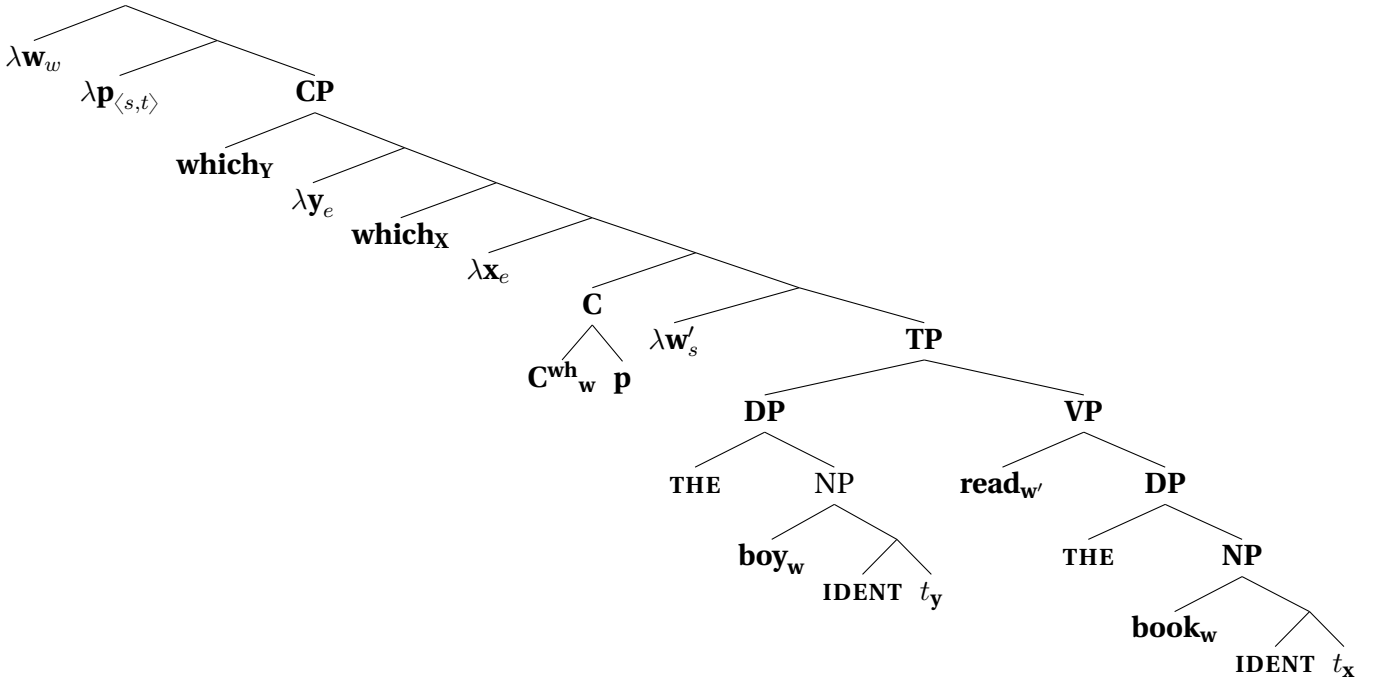 λw_w
λp_⟨s,t⟩
CP
which_Y
λy_e
which_X
λx_e
C
λw′_s
TP
C^wh_w p
DP VP
THE NP read_w′ DP
boy_w THE NP
IDENT t_y book_w
IDENT t_x